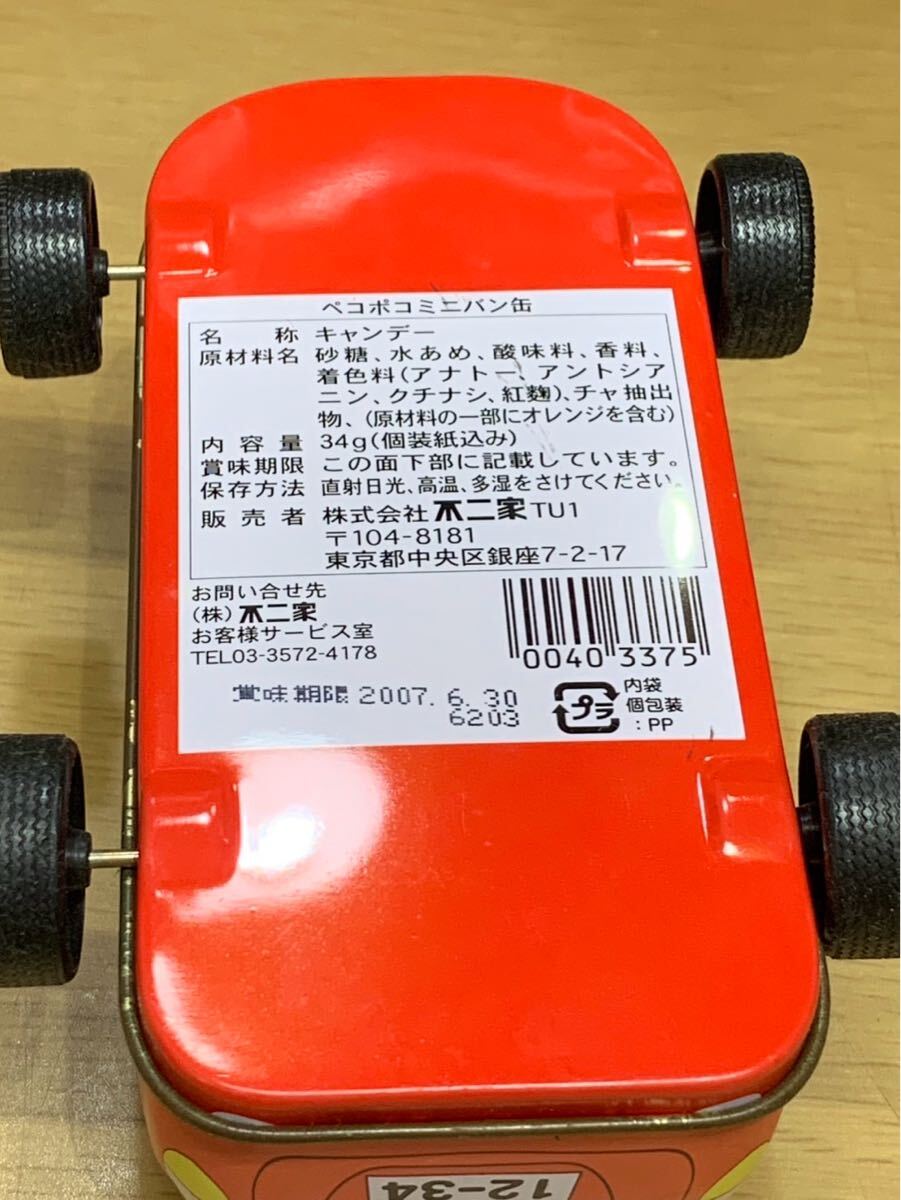 ペコポコミニバン缶
名　称 キャンデー
原材料名 砂糖、水あめ、酸味料、香料、
着色料(アナトー、アントシア
ニン、クチナシ、紅麹)、チャ抽出
物、(原材料の一部にオレンジを含む)
内容量 34g(個装紙込み)
賞味期限 この面下部に記載しています。
保存方法 直射日光、高温、多湿をさけてください。
販売者 株式会社 不二家 TU1
〒104-8181
東京都中央区銀座7-2-17
お問い合せ先
(株) 不二家
お客様サービス室
TEL03-3572-4178
0040 3375
賞味期限 2007. 6. 30
6203
プラ
内袋
個包装
:PP
12-34